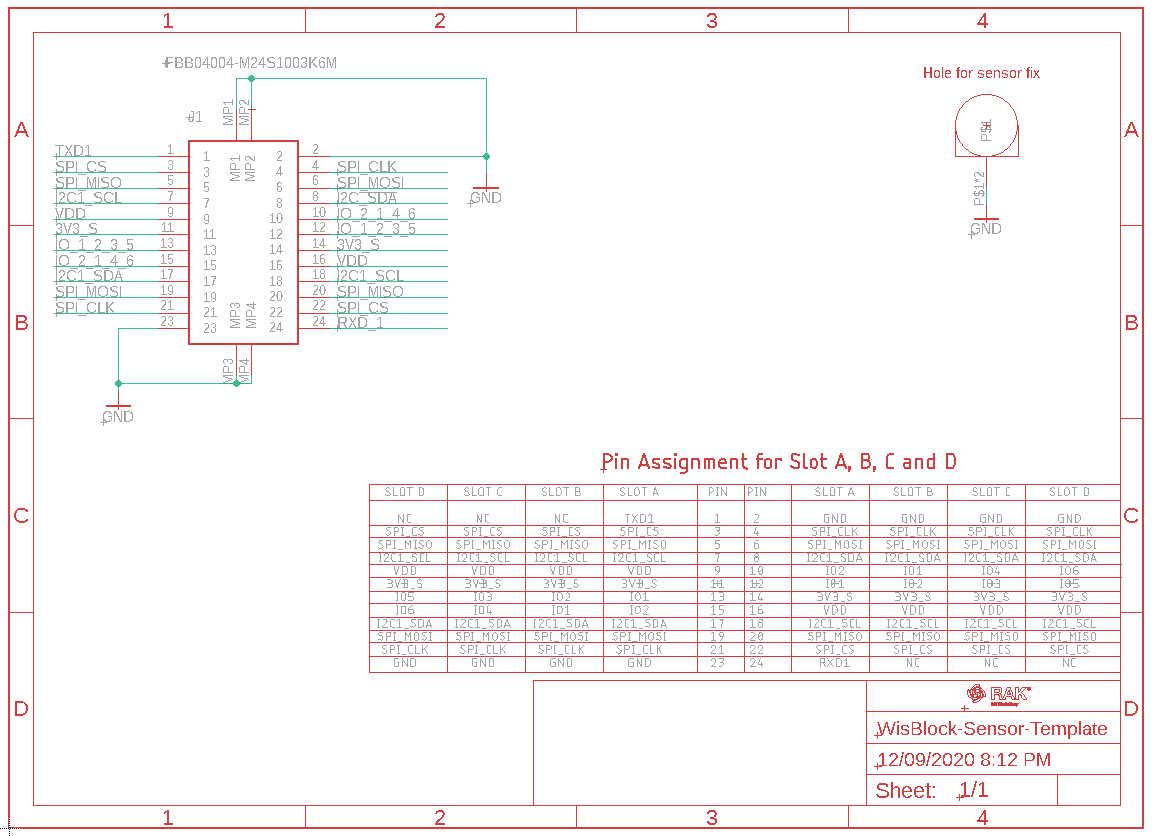 1 2 3 4
FBB04004-M24S1003K6M
Hole for sensor fix
A A
J1 MP1 MP2 P$1
TXD1 1 1 MP1 MP2 2 2
SPI_CS 3 3 4 4 SPI_CLK
SPI_MISO 5 5 6 6 SPI_MOSI
I2C1_SCL 7 7 8 8 I2C_SDA GND P$1*2
VDD 9 9 10 10 IO_2_1_4_6
3V3_S 11 11 12 12 IO_1_2_3_5 GND
IO_1_2_3_5 13 13 14 14 3V3_S
IO_2_1_4_6 15 15 16 16 VDD
I2C1_SDA 17 17 18 18 I2C1_SCL
SPI_MOSI 19 19 20 20 SPI_MISO
SPI_CLK 21 21 MP3 MP4 22 22 SPI_CS
23 23 24 24 RXD_1
B B
MP3 MP4
GND
Pin Assignment for Slot A, B, C and D
SLOT D SLOT C SLOT B SLOT A PIN PIN SLOT A SLOT B SLOT C SLOT D
C C
NC NC NC TXD1 1 2 GND GND GND GND
SPI_CS SPI_CS SPI_CS SPI_CS 3 4 SPI_CLK SPI_CLK SPI_CLK SPI_CLK
SPI_MISO SPI_MISO SPI_MISO SPI_MISO 5 6 SPI_MOSI SPI_MOSI SPI_MOSI SPI_MOSI
I2C1_SCL I2C1_SCL I2C1_SCL I2C1_SCL 7 8 I2C1_SDA I2C1_SDA I2C1_SDA I2C1_SDA
VDD VDD VDD VDD 9 10 IO2 IO1 IO4 IO6
3V3_S 3V3_S 3V3_S 3V3_S 11 12 IO1 IO2 IO3 IO5
IO5 IO3 IO2 IO1 13 14 3V3_S 3V3_S 3V3_S 3V3_S
IO6 IO4 IO1 IO2 15 16 VDD VDD VDD VDD
I2C1_SDA I2C1_SDA I2C1_SDA I2C1_SDA 17 18 I2C1_SCL I2C1_SCL I2C1_SCL I2C1_SCL
SPI_MOSI SPI_MOSI SPI_MOSI SPI_MOSI 19 20 SPI_MISO SPI_MISO SPI_MISO SPI_MISO
SPI_CLK SPI_CLK SPI_CLK SPI_CLK 21 22 SPI_CS SPI_CS SPI_CS SPI_CS
GND GND GND GND 23 24 RXD1 NC NC NC
D D
RAK
WisBlock-Sensor-Template
12/09/2020 8:12 PM
Sheet: 1/1
1 2 3 4